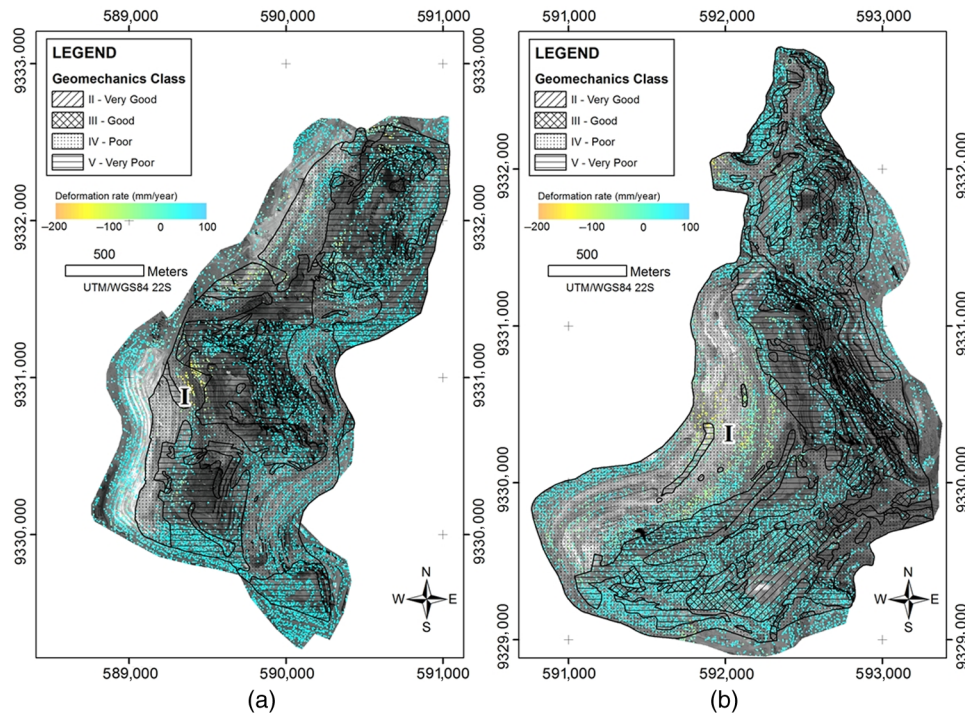 589,000 590,000 591,000
591,000 592,000 593,000
9333,000
9332,000
9331,000
9330,000
LEGEND
Geomechanics Class
II - Very Good
III - Good
IV - Poor
V - Very Poor
Deformation rate (mm/year)
−200 −100 0 100
500
Meters
UTM/WGS84 22S
I
N
W E
S
589,000 590,000 591,000
(a)
LEGEND
Geomechanics Class
II - Very Good
III - Good
IV - Poor
V - Very Poor
Deformation rate (mm/year)
−200 −100 0 100
500
Meters
UTM/WGS84 22S
I
N
W E
S
9333,000
9332,000
9331,000
9330,000
9332,000
9331,000
9330,000
9329,000
9332,000
9331,000
9330,000
9329,000
591,000 592,000 593,000
(b)